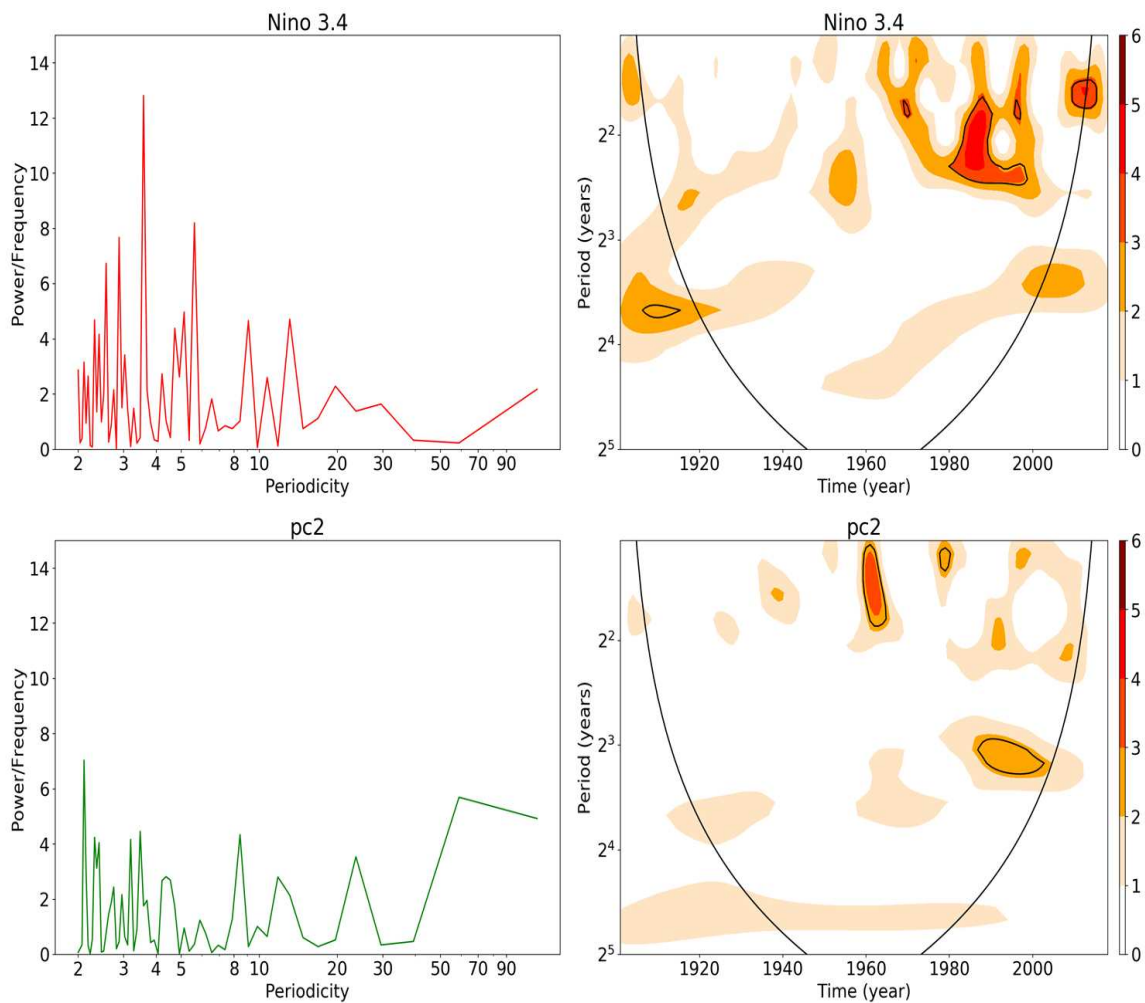 Nino 3.4
Power/Frequency
14
12
10
8
6
4
2
0
2 3 4 5 8 10 20 30 50 70 90
Periodicity
Nino 3.4
Period (years)
2²
2³
2⁴
2⁵
1920 1940 1960 1980 2000
Time (year)
6
5
4
3
2
1
0
pc2
Power/Frequency
14
12
10
8
6
4
2
0
2 3 4 5 8 10 20 30 50 70 90
Periodicity
pc2
Period (years)
2²
2³
2⁴
2⁵
1920 1940 1960 1980 2000
Time (year)
6
5
4
3
2
1
0